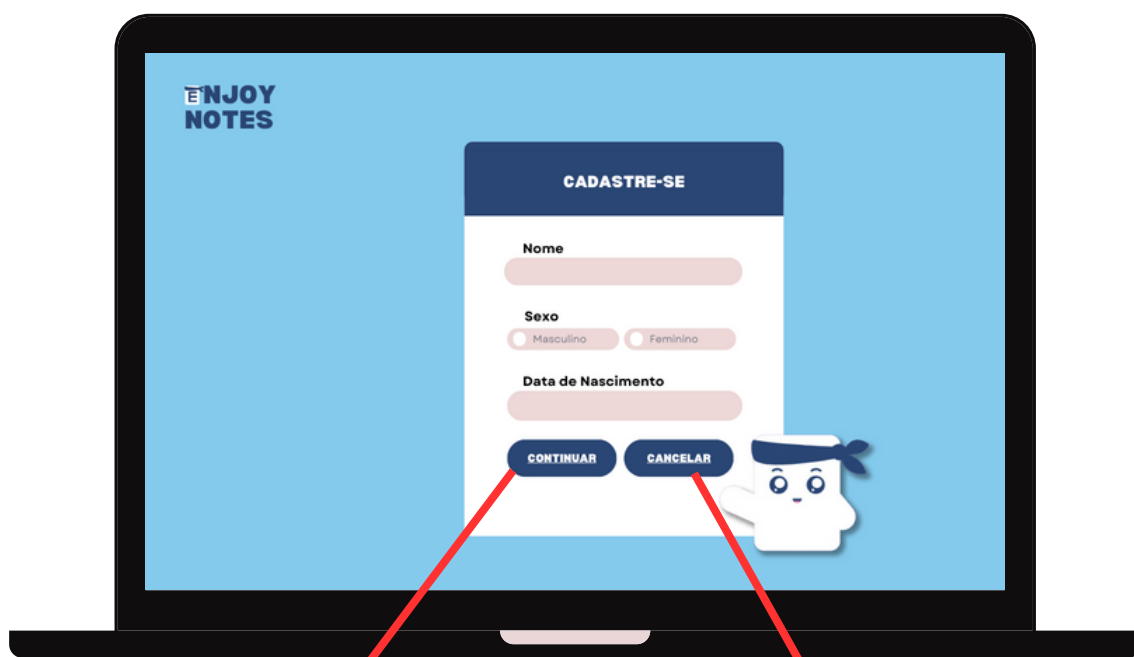 ENJOY
NOTES
CADASTRE-SE
Nome
Sexo
Masculino Feminino
Data de Nascimento
CONTINUAR CANCELAR